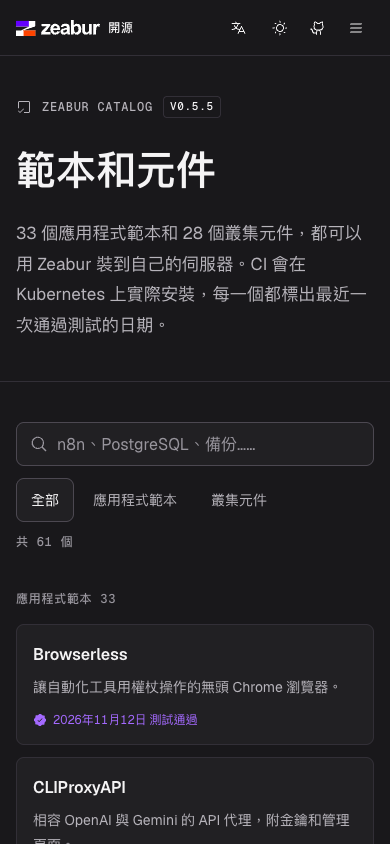 zeabur 開源
ZEABUR CATALOG V0.5.5
範本和元件
33 個應用程式範本和 28 個叢集元件，都可以
用 Zeabur 裝到自己的伺服器。CI 會在
Kubernetes 上實際安裝，每一個都標出最近一
次通過測試的日期。
n8n、PostgreSQL、備份……
全部 應用程式範本 叢集元件
共 61 個
應用程式範本 33
Browserless
讓自動化工具用權杖操作的無頭 Chrome 瀏覽器。
2026年11月12日 測試通過
CLIProxyAPI
相容 OpenAI 與 Gemini 的 API 代理，附金鑰和管理
頁面。